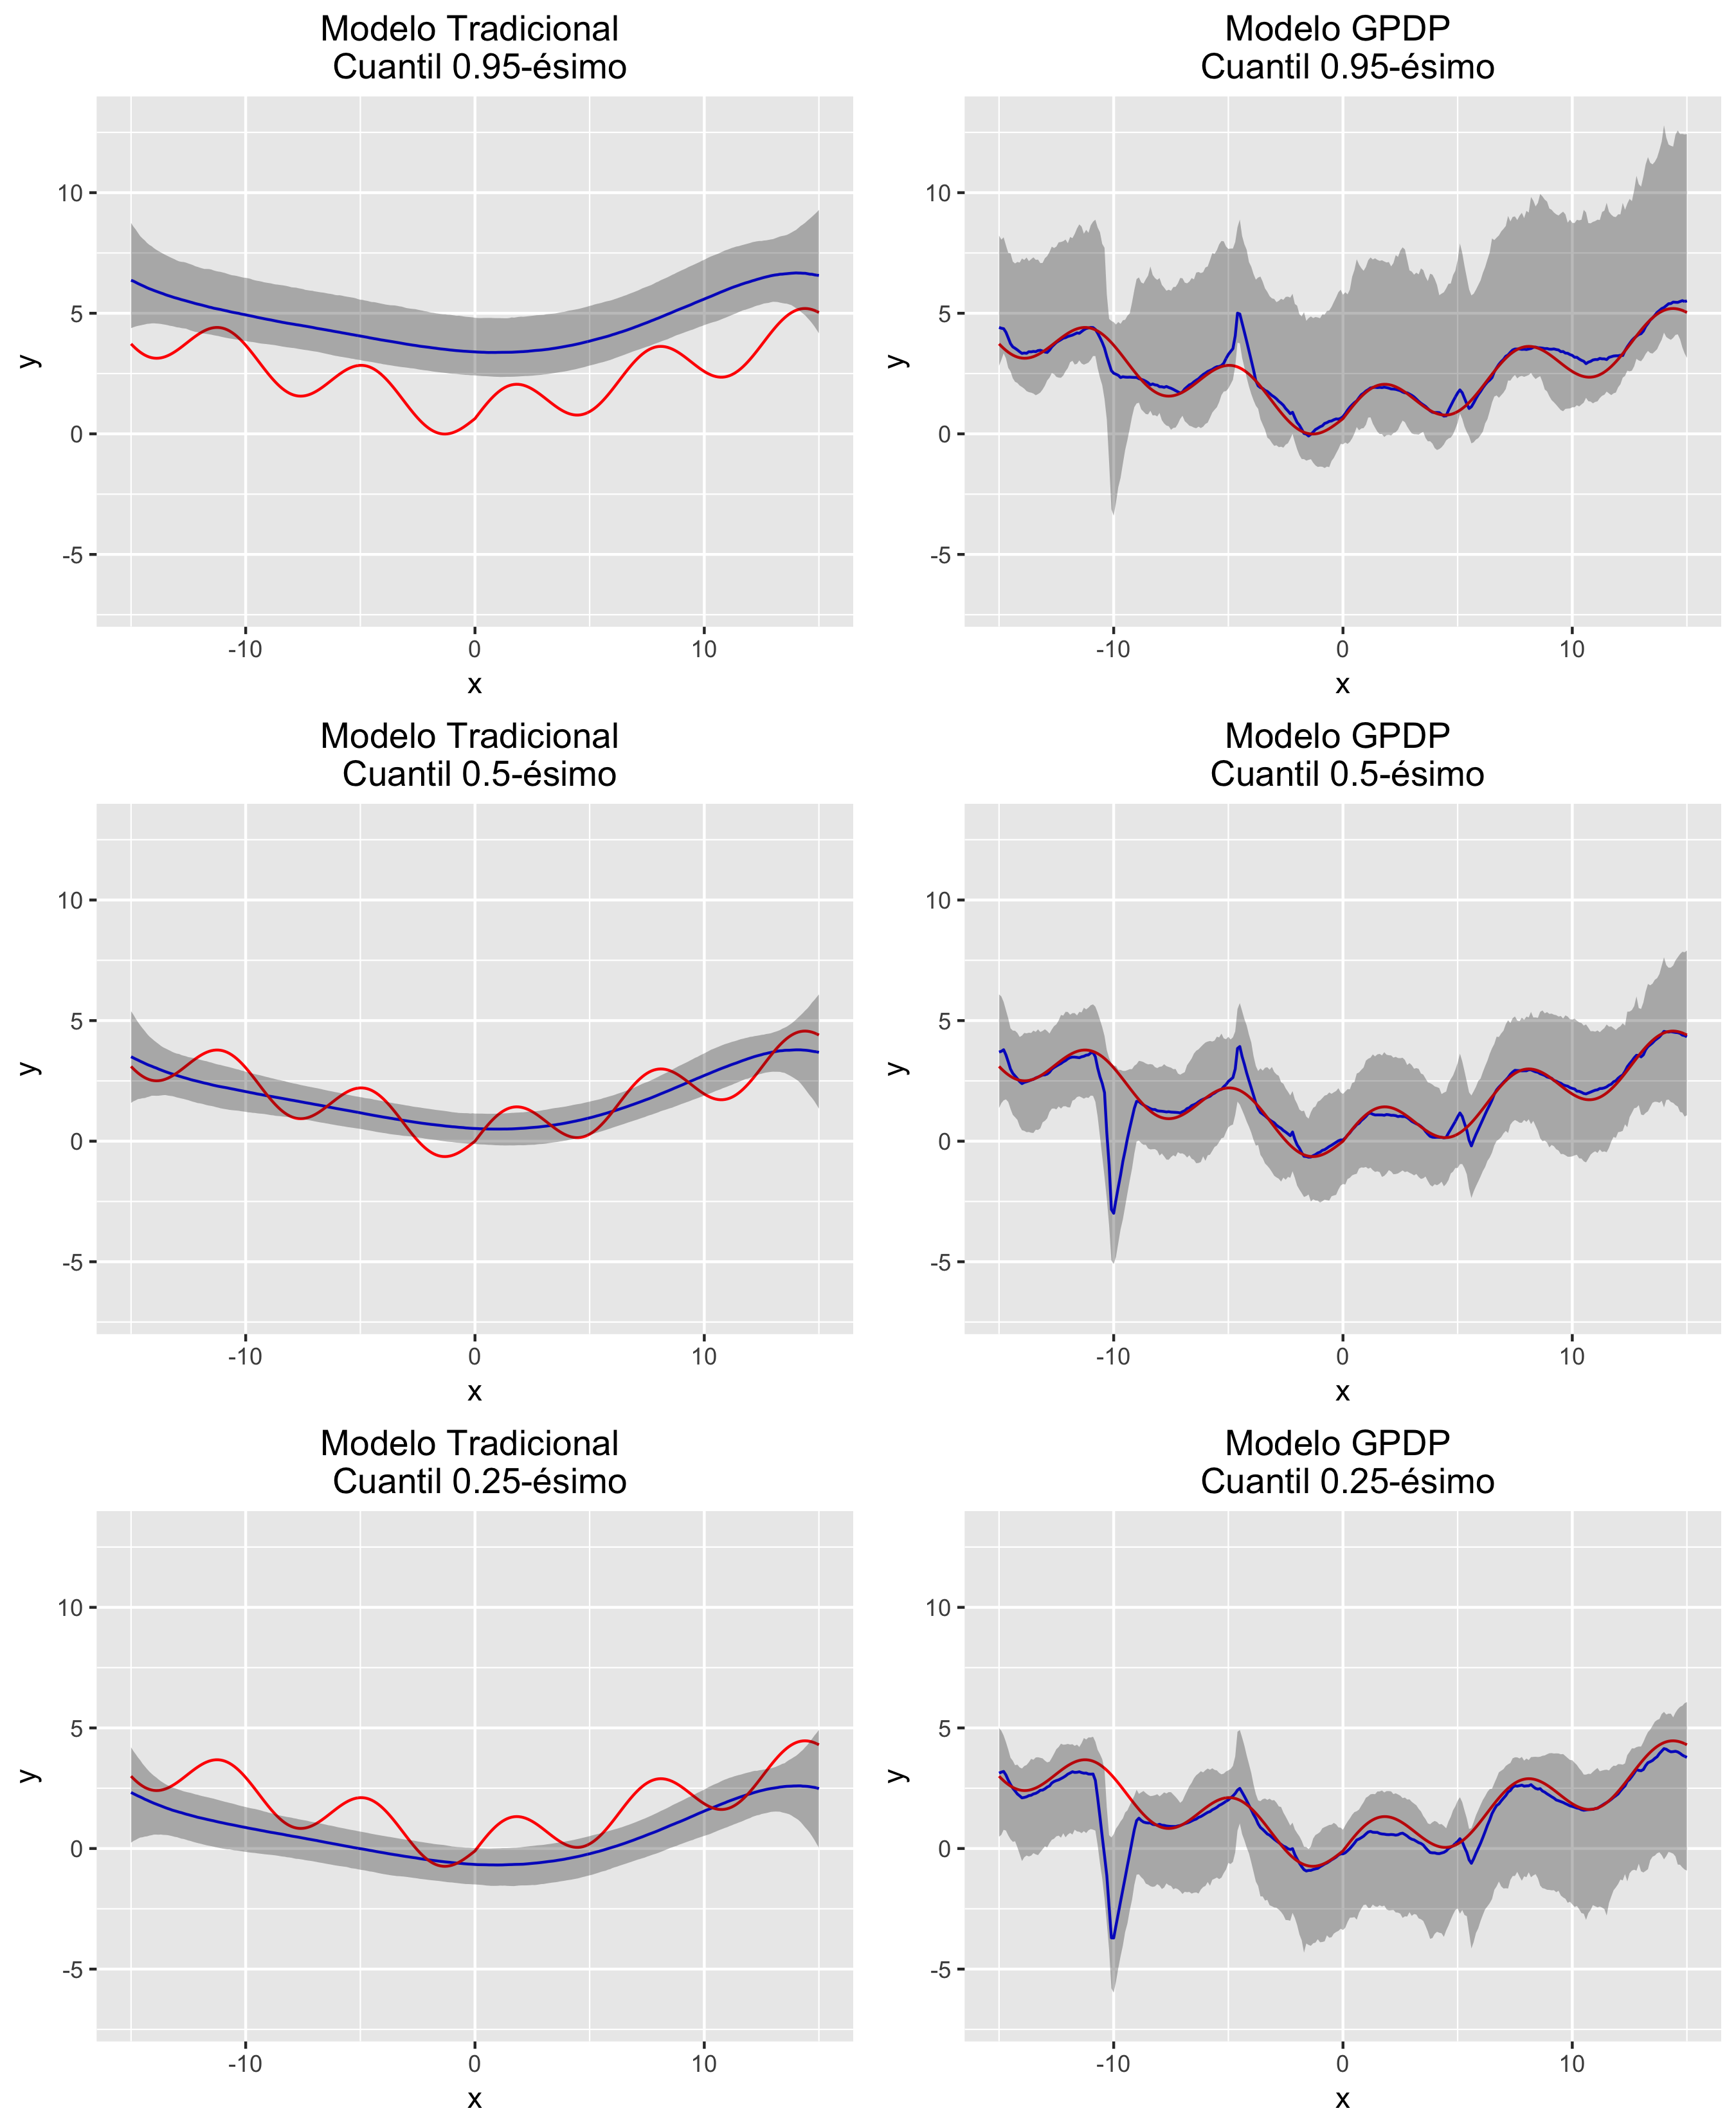 Modelo Tradicional
Cuantil 0.95-ésimo
10
5
0
-5
y
-10 0 10
x
Modelo GPDP
Cuantil 0.95-ésimo
10
5
0
-5
y
-10 0 10
x
Modelo Tradicional
Cuantil 0.5-ésimo
10
5
0
-5
y
-10 0 10
x
Modelo GPDP
Cuantil 0.5-ésimo
10
5
0
-5
y
-10 0 10
x
Modelo Tradicional
Cuantil 0.25-ésimo
10
5
0
-5
y
-10 0 10
x
Modelo GPDP
Cuantil 0.25-ésimo
10
5
0
-5
y
-10 0 10
x